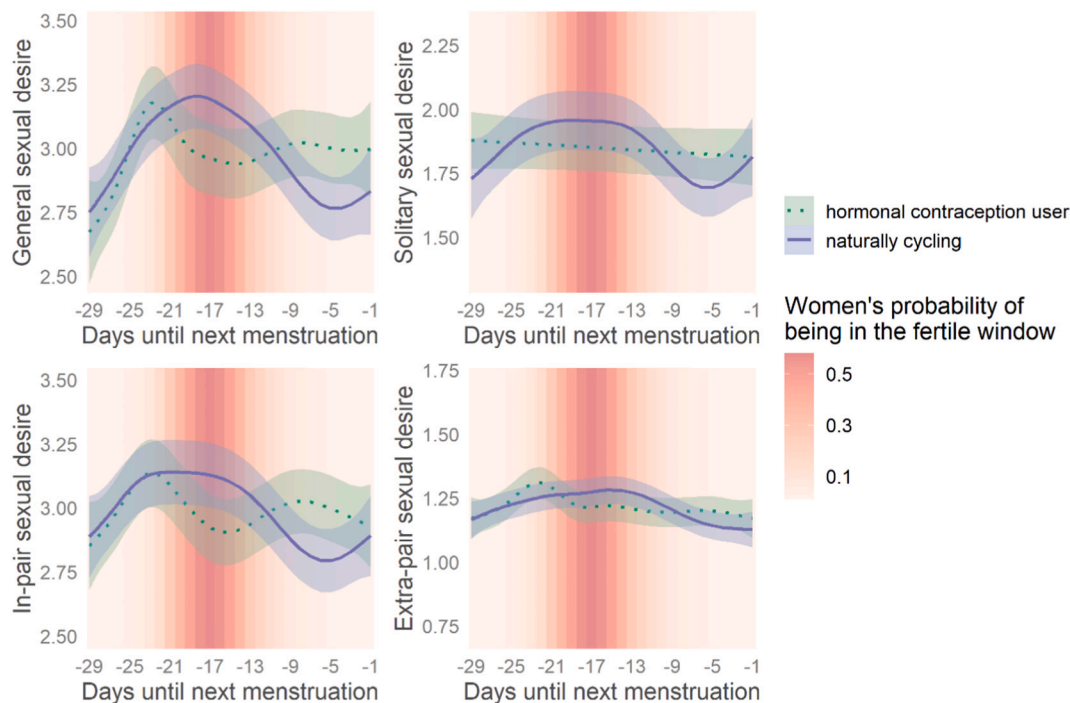 General sexual desire
3.50
3.25
3.00
2.75
2.50
-29 -25 -21 -17 -13 -9 -5 -1
Days until next menstruation
Solitary sexual desire
2.25
2.00
1.75
1.50
-29 -25 -21 -17 -13 -9 -5 -1
Days until next menstruation
In-pair sexual desire
3.50
3.25
3.00
2.75
2.50
-29 -25 -21 -17 -13 -9 -5 -1
Days until next menstruation
Extra-pair sexual desire
1.75
1.50
1.25
1.00
0.75
-29 -25 -21 -17 -13 -9 -5 -1
Days until next menstruation
hormonal contraception user
naturally cycling
Women's probability of
being in the fertile window
0.5
0.3
0.1